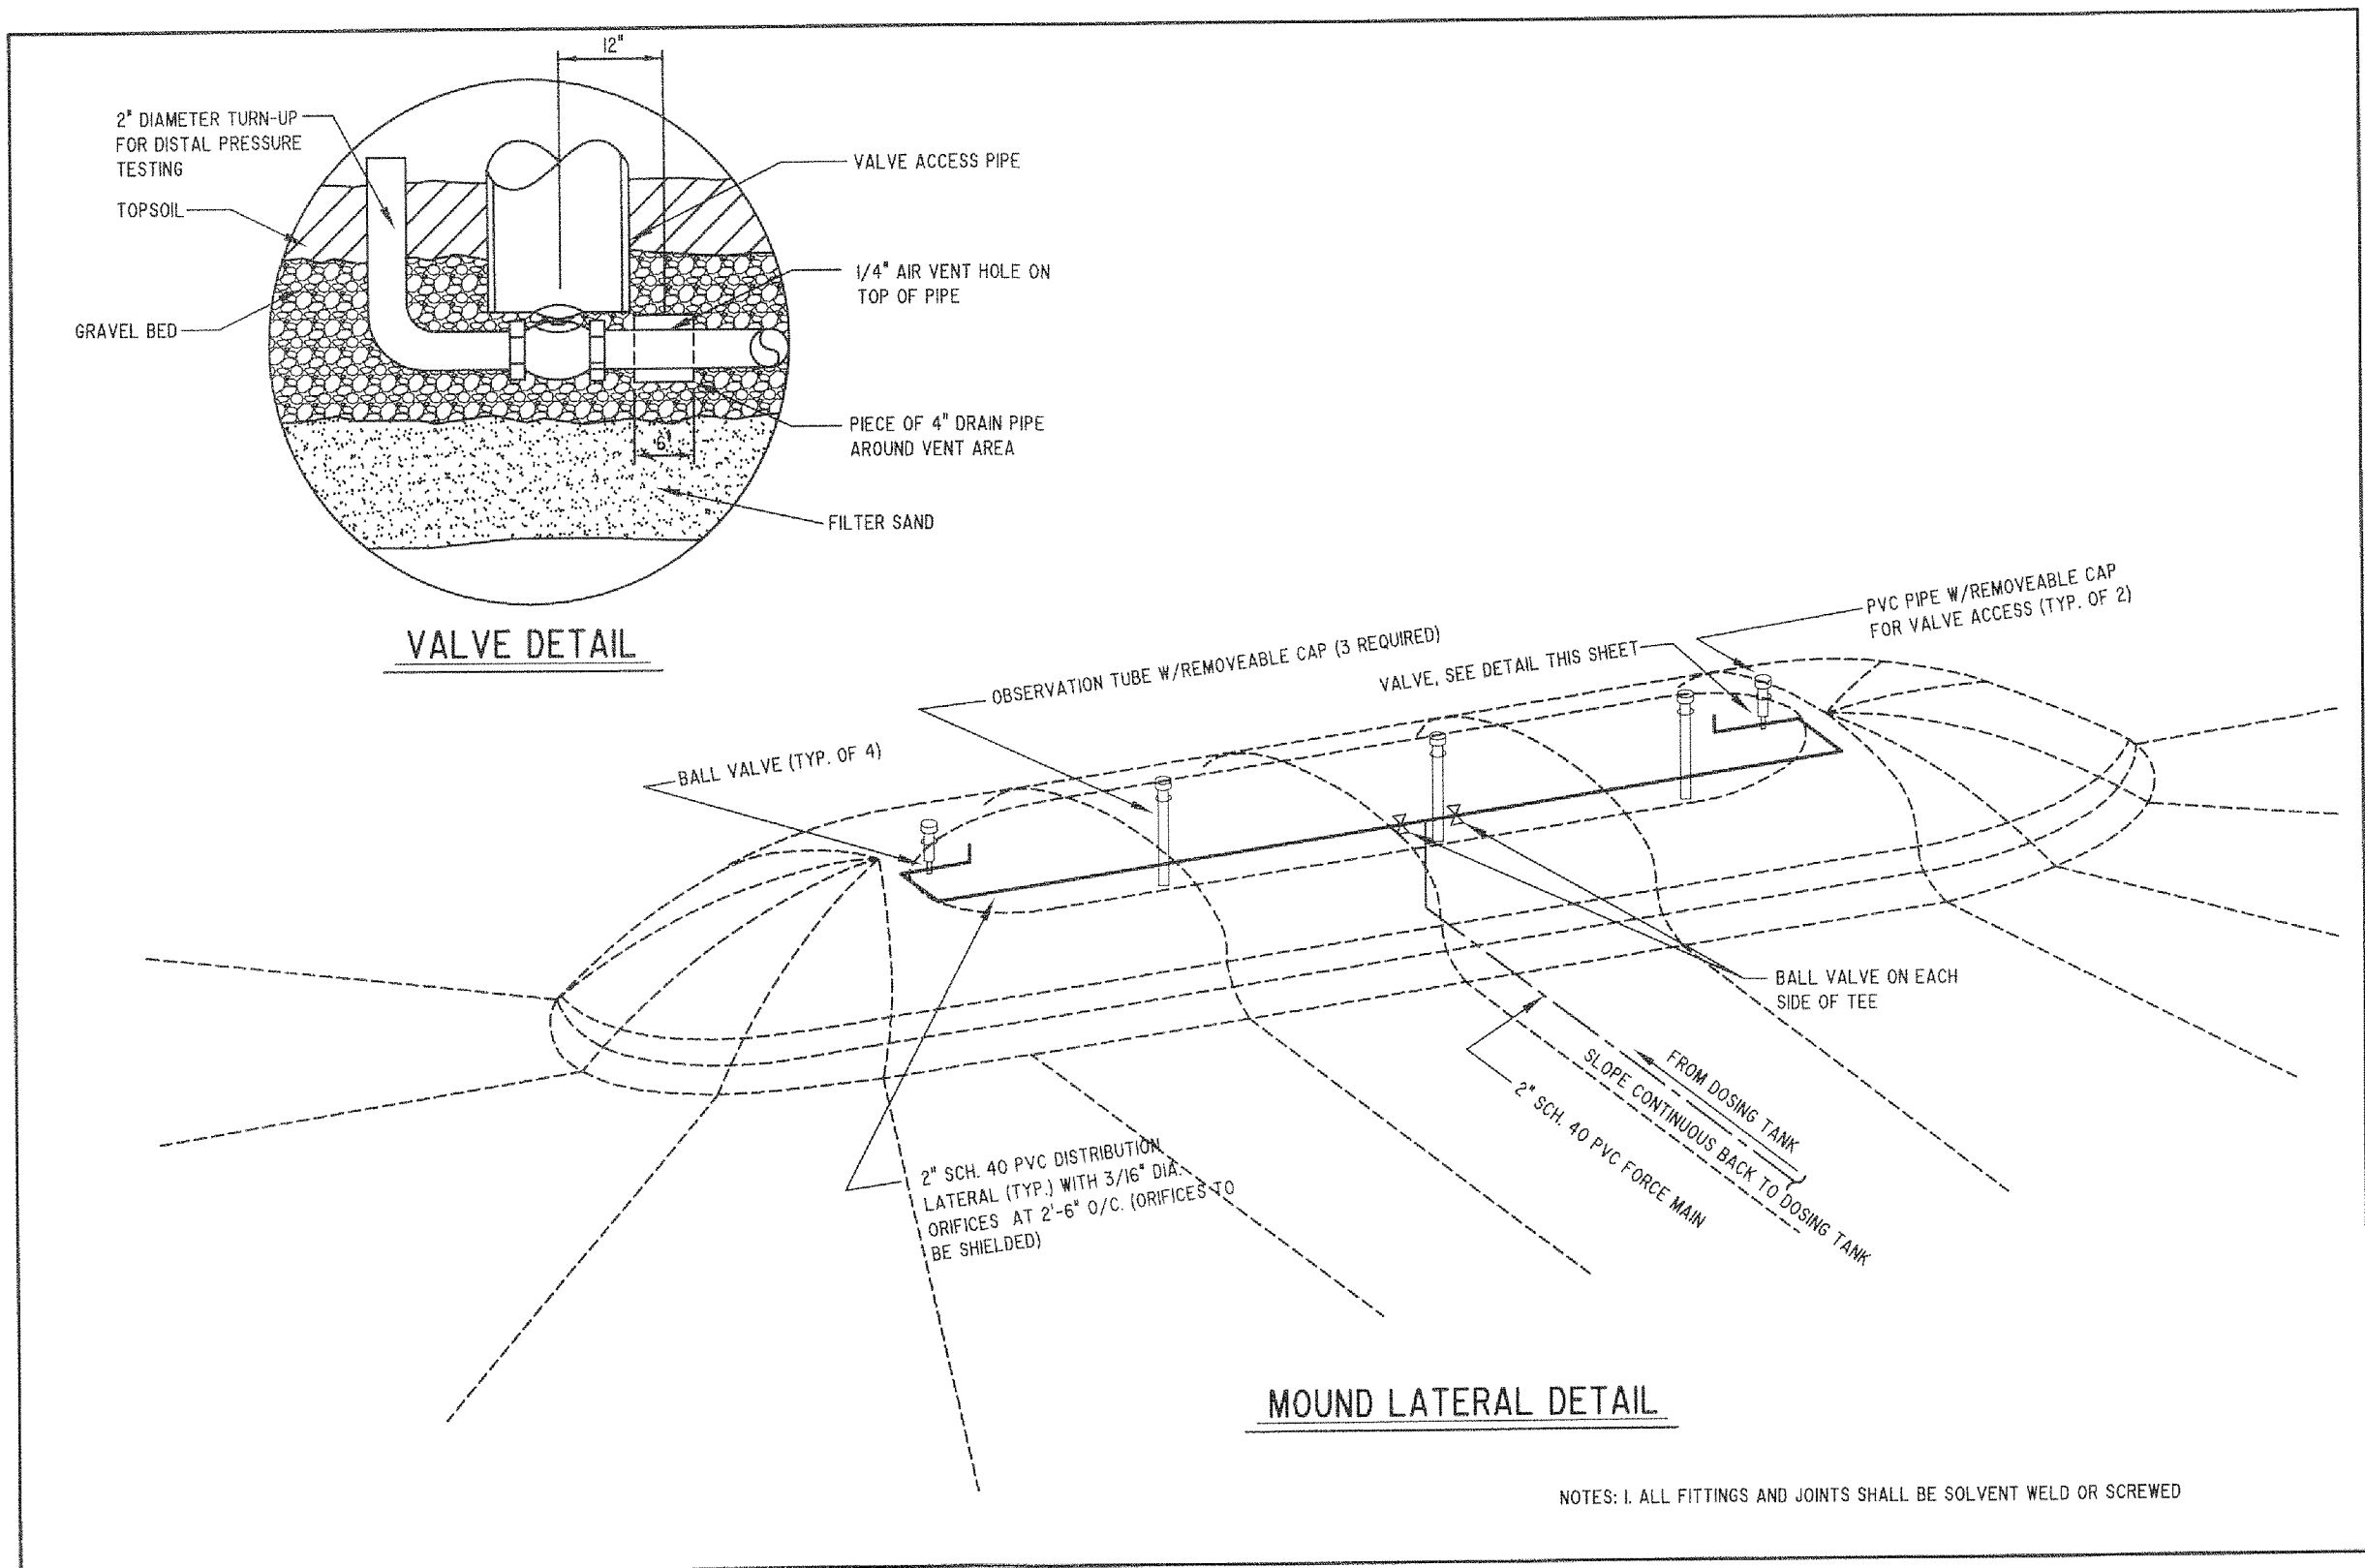 12"
2" DIAMETER TURN-UP
FOR DISTAL PRESSURE
TESTING
TOPSOIL
GRAVEL BED
VALVE ACCESS PIPE
1/4" AIR VENT HOLE ON
TOP OF PIPE
PIECE OF 4" DRAIN PIPE
AROUND VENT AREA
6"
FILTER SAND
VALVE DETAIL
PVC PIPE W/REMOVEABLE CAP
FOR VALVE ACCESS (TYP. OF 2)
OBSERVATION TUBE W/REMOVEABLE CAP (3 REQUIRED)
VALVE, SEE DETAIL THIS SHEET
BALL VALVE (TYP. OF 4)
BALL VALVE ON EACH
SIDE OF TEE
FROM DOSING TANK
SLOPE CONTINUOUS BACK TO DOSING TANK
2" SCH. 40 PVC FORCE MAIN
2" SCH. 40 PVC DISTRIBUTION
LATERAL (TYP.) WITH 3/16" DIA.
ORIFICES AT 2'-6" O/C. (ORIFICES TO
BE SHIELDED)
MOUND LATERAL DETAIL
NOTES: 1. ALL FITTINGS AND JOINTS SHALL BE SOLVENT WELD OR SCREWED